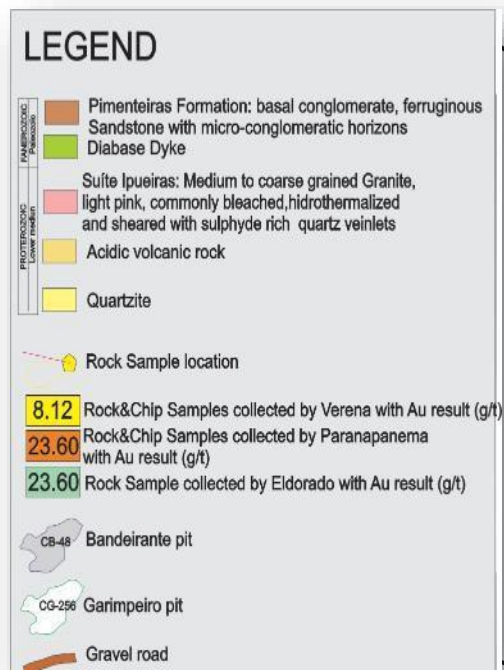 LEGEND
FANEROZOIC
Paleozoic
Pimenteiras Formation: basal conglomerate, ferruginous
Sandstone with micro-conglomeratic horizons
Diabase Dyke
PROTEROZOIC
Lower mediun
Suíte Ipueiras: Medium to coarse grained Granite,
light pink, commonly bleached,hidrothermalized
and sheared with sulphyde rich quartz veinlets
Acidic volcanic rock
Quartzite
Rock Sample location
8.12 Rock&Chip Samples collected by Verena with Au result (g/t)
23.60 Rock&Chip Samples collected by Paranapanema
with Au result (g/t)
23.60 Rock Sample collected by Eldorado with Au result (g/t)
CB-48 Bandeirante pit
CG-256 Garimpeiro pit
Gravel road